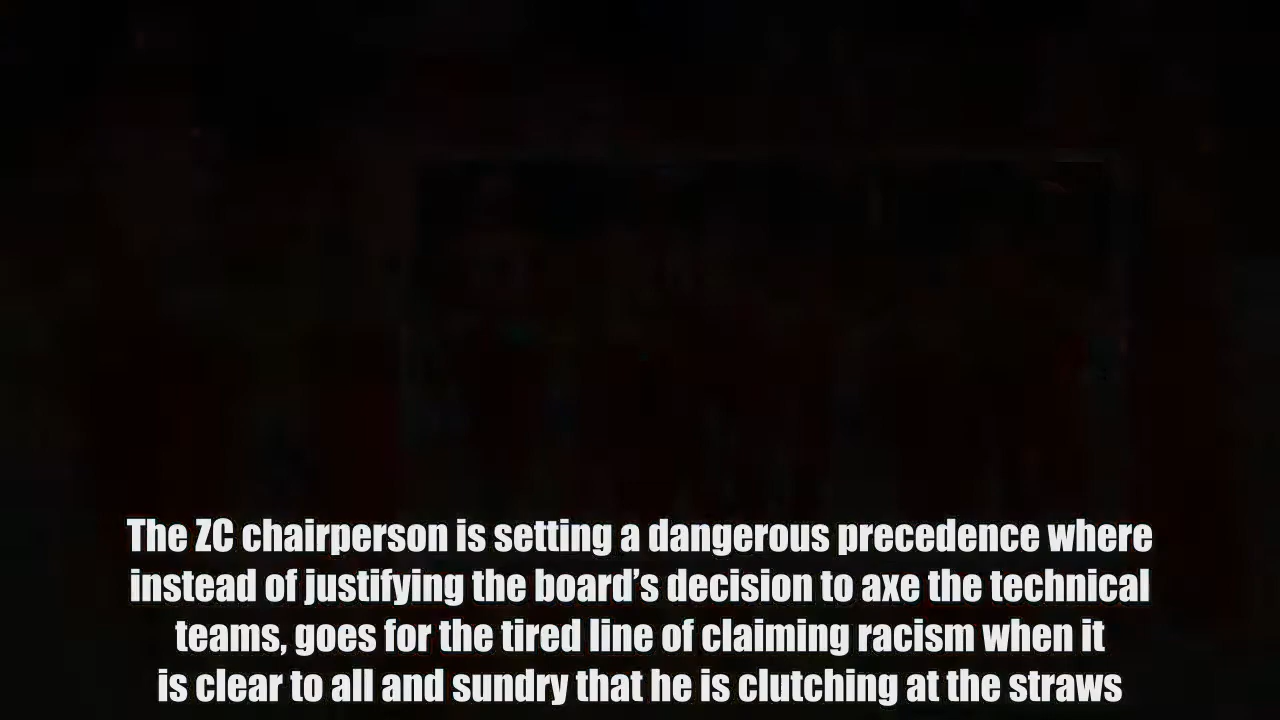 The ZC chairperson is setting a dangerous precedence where
instead of justifying the board’s decision to axe the technical
teams, goes for the tired line of claiming racism when it
is clear to all and sundry that he is clutching at the straws